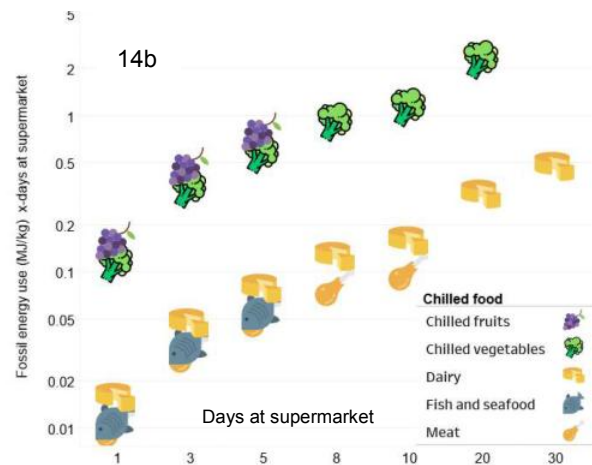 Fossil energy use (MJ/kg) x-days at supermarket
5
14b
2
1
0.5
0.2
0.1
0.05
0.02
0.01
Chilled food
Chilled fruits
Chilled vegetables
Dairy
Fish and seafood
Meat
Days at supermarket
1 3 5 8 10 20 30